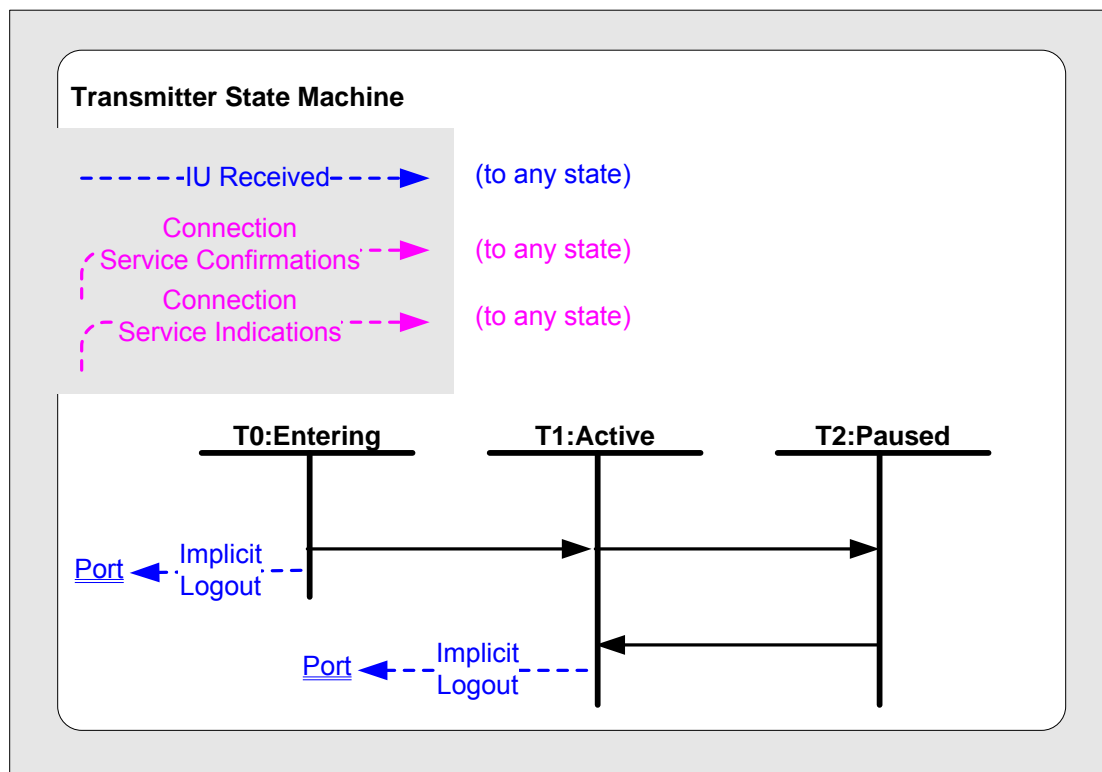 Transmitter State Machine
IU Received
(to any state)
Connection
Service Confirmations
(to any state)
Connection
Service Indications
(to any state)
T0:Entering
T1:Active
T2:Paused
Port
Implicit
Logout
Port
Implicit
Logout